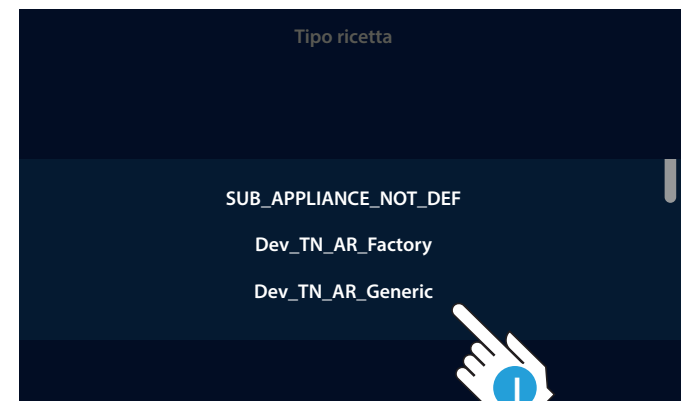 Tipo ricetta
SUB_APPLIANCE_NOT_DEF
Dev_TN_AR_Factory
Dev_TN_AR_Generic